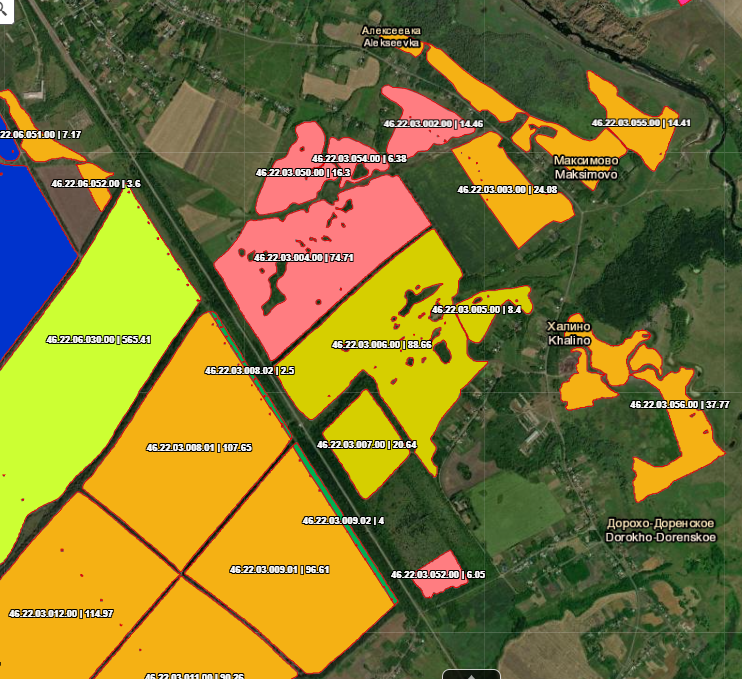 Алексеевка
Alekseevka
46.22.03.002.00 | 14.46
46.22.03.055.00 | 14.41
22.06.051.00 | 7.17
46.22.03.054.00 | 6.38
Максимово
Maksimovo
46.22.03.050.00 | 16.3
46.22.06.052.00 | 3.6
46.22.03.003.00 | 24.08
46.22.03.004.00 | 74.71
46.22.03.005.00 | 8.4
Халино
Khalino
46.22.06.030.00 | 565.41
46.22.03.006.00 | 88.66
46.22.03.008.02 | 2.5
46.22.03.056.00 | 37.77
46.22.03.008.01 | 107.65
46.22.03.007.00 | 20.64
46.22.03.009.02 | 4
Дорохо-Доренское
Dorokho-Dorenskoe
46.22.03.009.01 | 96.61
46.22.03.052.00 | 6.05
46.22.03.012.00 | 114.97
46.22.03.011.00 | 90.26